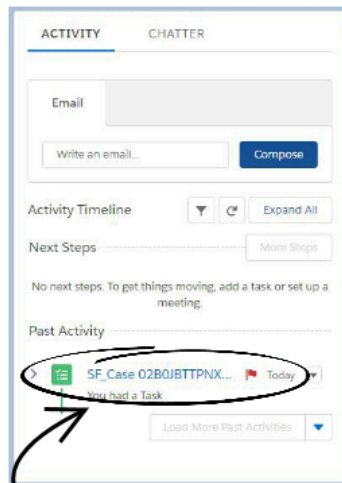 ACTIVITY CHATTER
Email
Write an email... Compose
Activity Timeline Expand All
Next Steps More Steps
No next steps. To get things moving, add a task or set up a
meeting.
Past Activity
SF_Case 02B0JBTTPNX... Today
You had a Task
Load More Past Activities